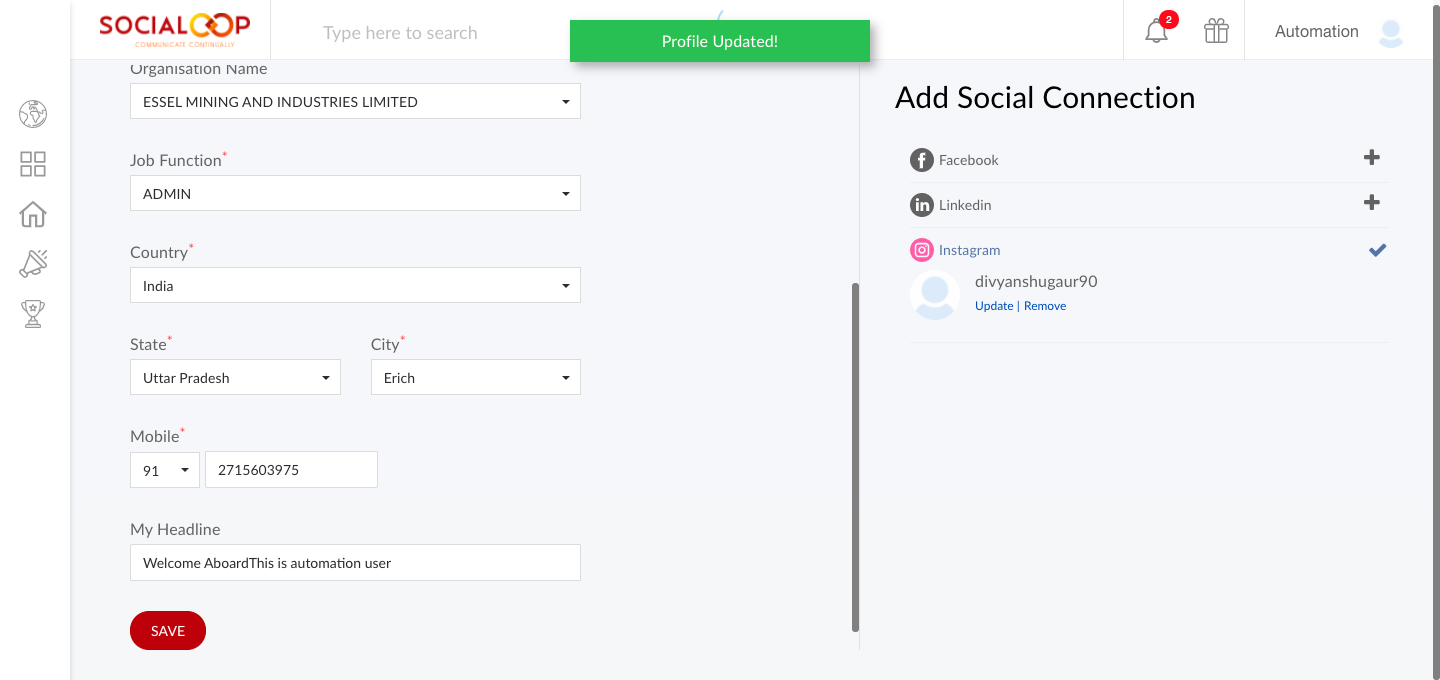 SOCIALOOP
COMMUNICATE CONTINUALLY
Type here to search
Profile Updated!
2
Automation
Organisation Name
ESSEL MINING AND INDUSTRIES LIMITED
Job Function*
ADMIN
Country*
India
State*
City*
Uttar Pradesh
Erich
Mobile*
91
2715603975
My Headline
Welcome AboardThis is automation user
SAVE
Add Social Connection
Facebook
Linkedin
Instagram
divyanshugaur90
Update | Remove